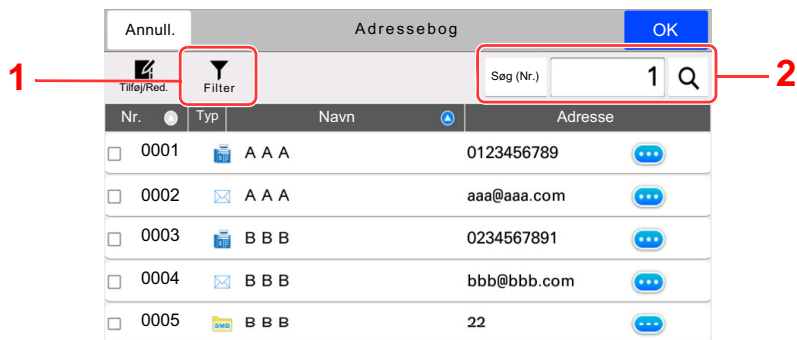 Annull. Adressebog OK
1 Tilføj/Red. Filter Søg (Nr.) 1 2
Nr. Typ Navn Adresse
0001 A A A 0123456789
0002 A A A aaa@aaa.com
0003 B B B 0234567891
0004 B B B bbb@bbb.com
0005 DMD B B B 22